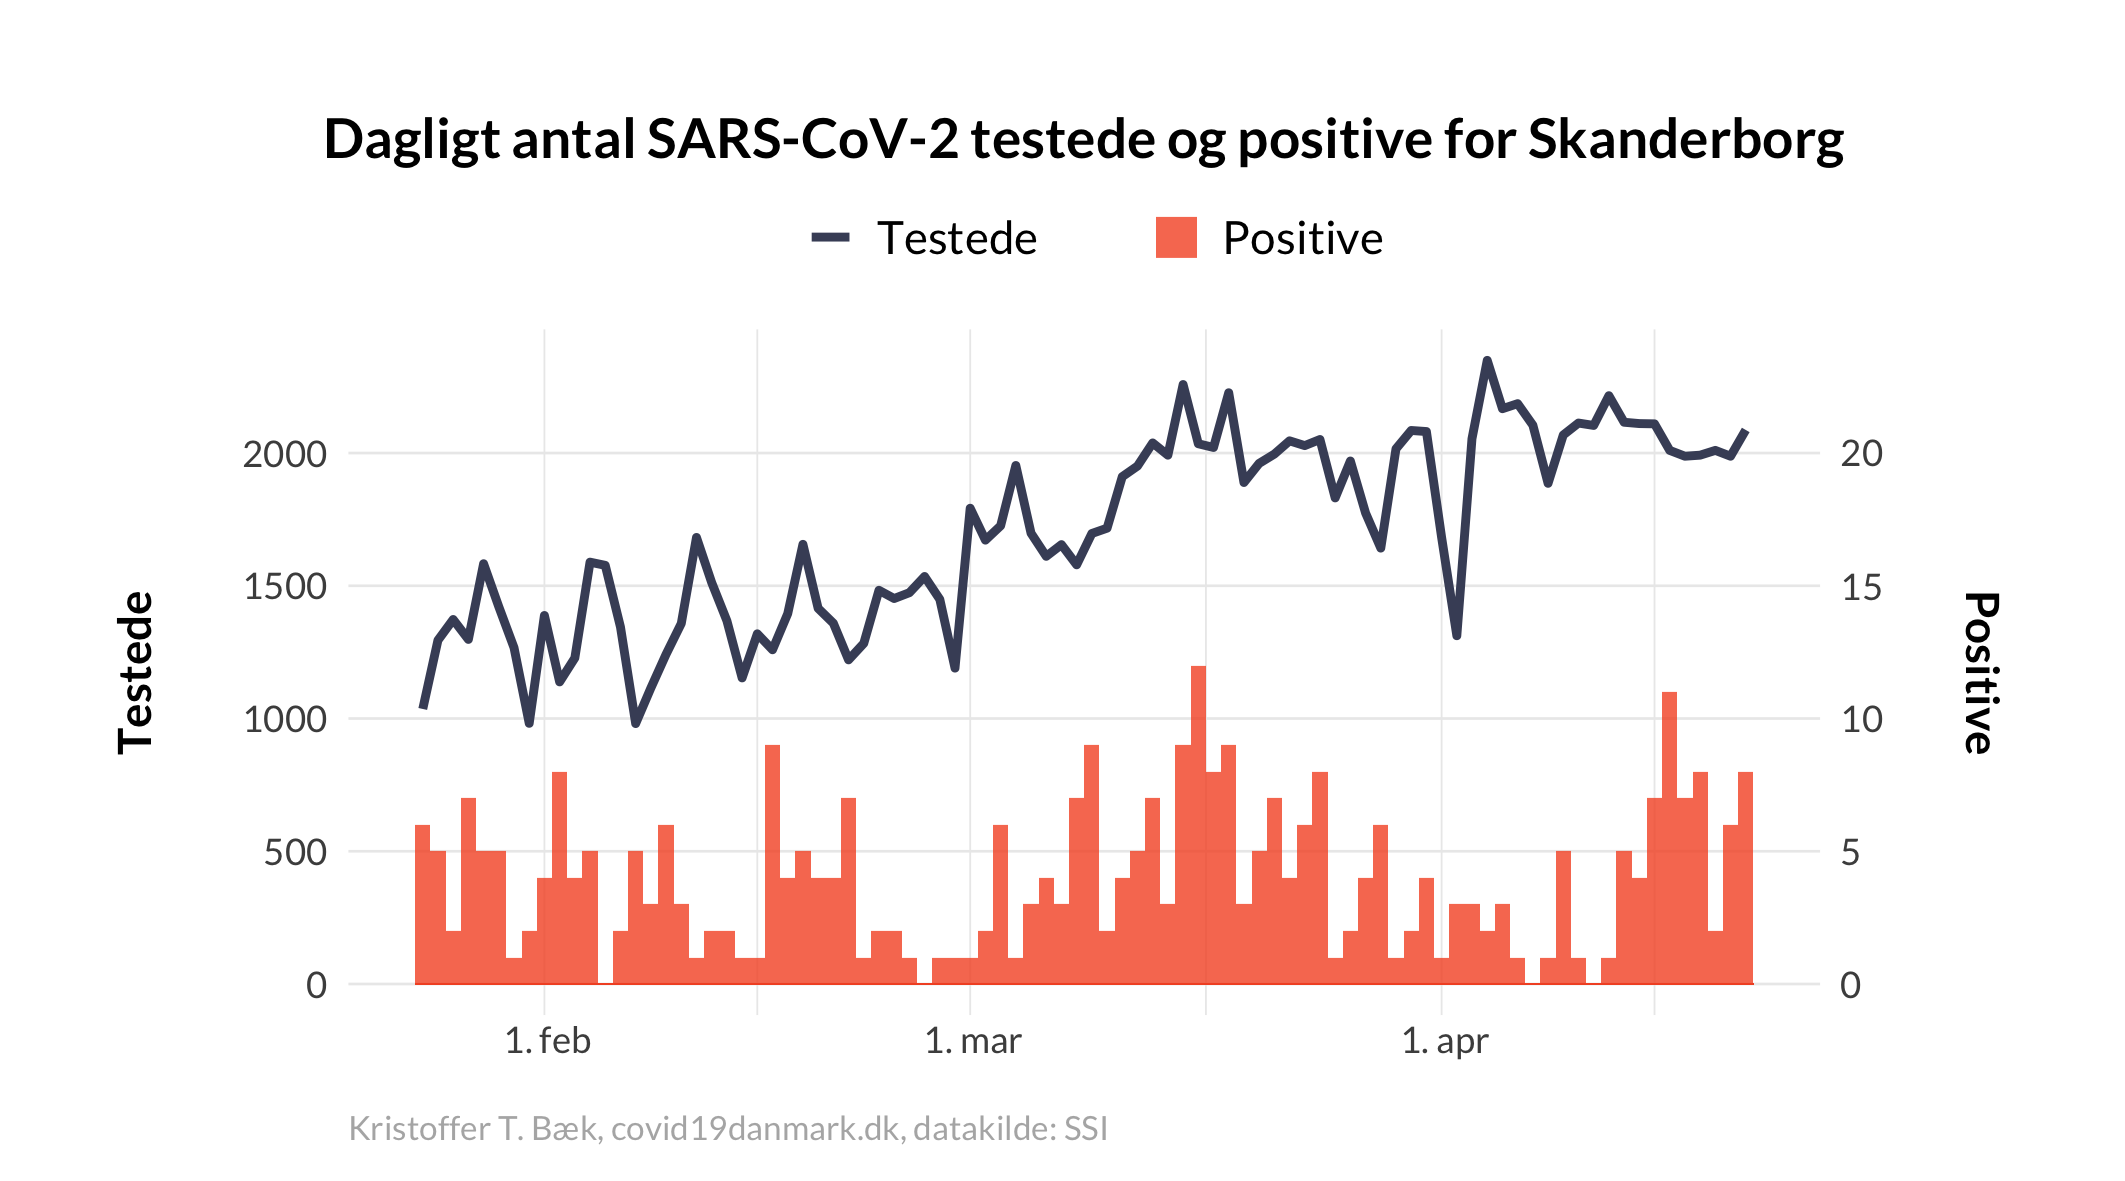 Dagligt antal SARS-CoV-2 testede og positive for Skanderborg
Testede Positive
2000 20
1500 15
Testede
Positive
1000 10
500 5
0 0
1. feb 1. mar 1. apr
Kristoffer T. Bæk, covid19danmark.dk, datakilde: SSI